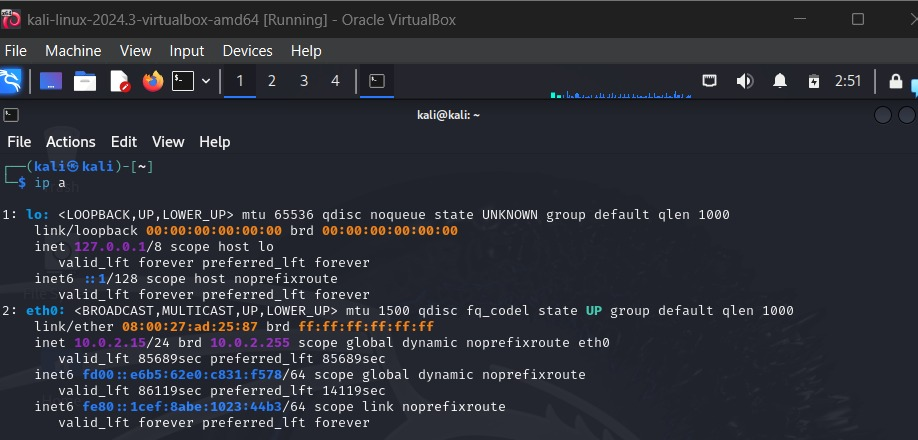 kali-linux-2024.3-virtualbox-amd64 [Running] - Oracle VirtualBox
File Machine View Input Devices Help
1 2 3 4 2:51
kali@kali: ~
File Actions Edit View Help
┌──(kali㉿kali)-[~]
└─$ ip a
1: lo: <LOOPBACK,UP,LOWER_UP> mtu 65536 qdisc noqueue state UNKNOWN group default qlen 1000
link/loopback 00:00:00:00:00:00 brd 00:00:00:00:00:00
inet 127.0.0.1/8 scope host lo
valid_lft forever preferred_lft forever
inet6 ::1/128 scope host noprefixroute
valid_lft forever preferred_lft forever
2: eth0: <BROADCAST,MULTICAST,UP,LOWER_UP> mtu 1500 qdisc fq_codel state UP group default qlen 1000
link/ether 08:00:27:ad:25:87 brd ff:ff:ff:ff:ff:ff
inet 10.0.2.15/24 brd 10.0.2.255 scope global dynamic noprefixroute eth0
valid_lft 85689sec preferred_lft 85689sec
inet6 fd00::e6b5:62e0:c831:f578/64 scope global dynamic noprefixroute
valid_lft 86119sec preferred_lft 14119sec
inet6 fe80::1cef:8abe:1023:44b3/64 scope link noprefixroute
valid_lft forever preferred_lft forever